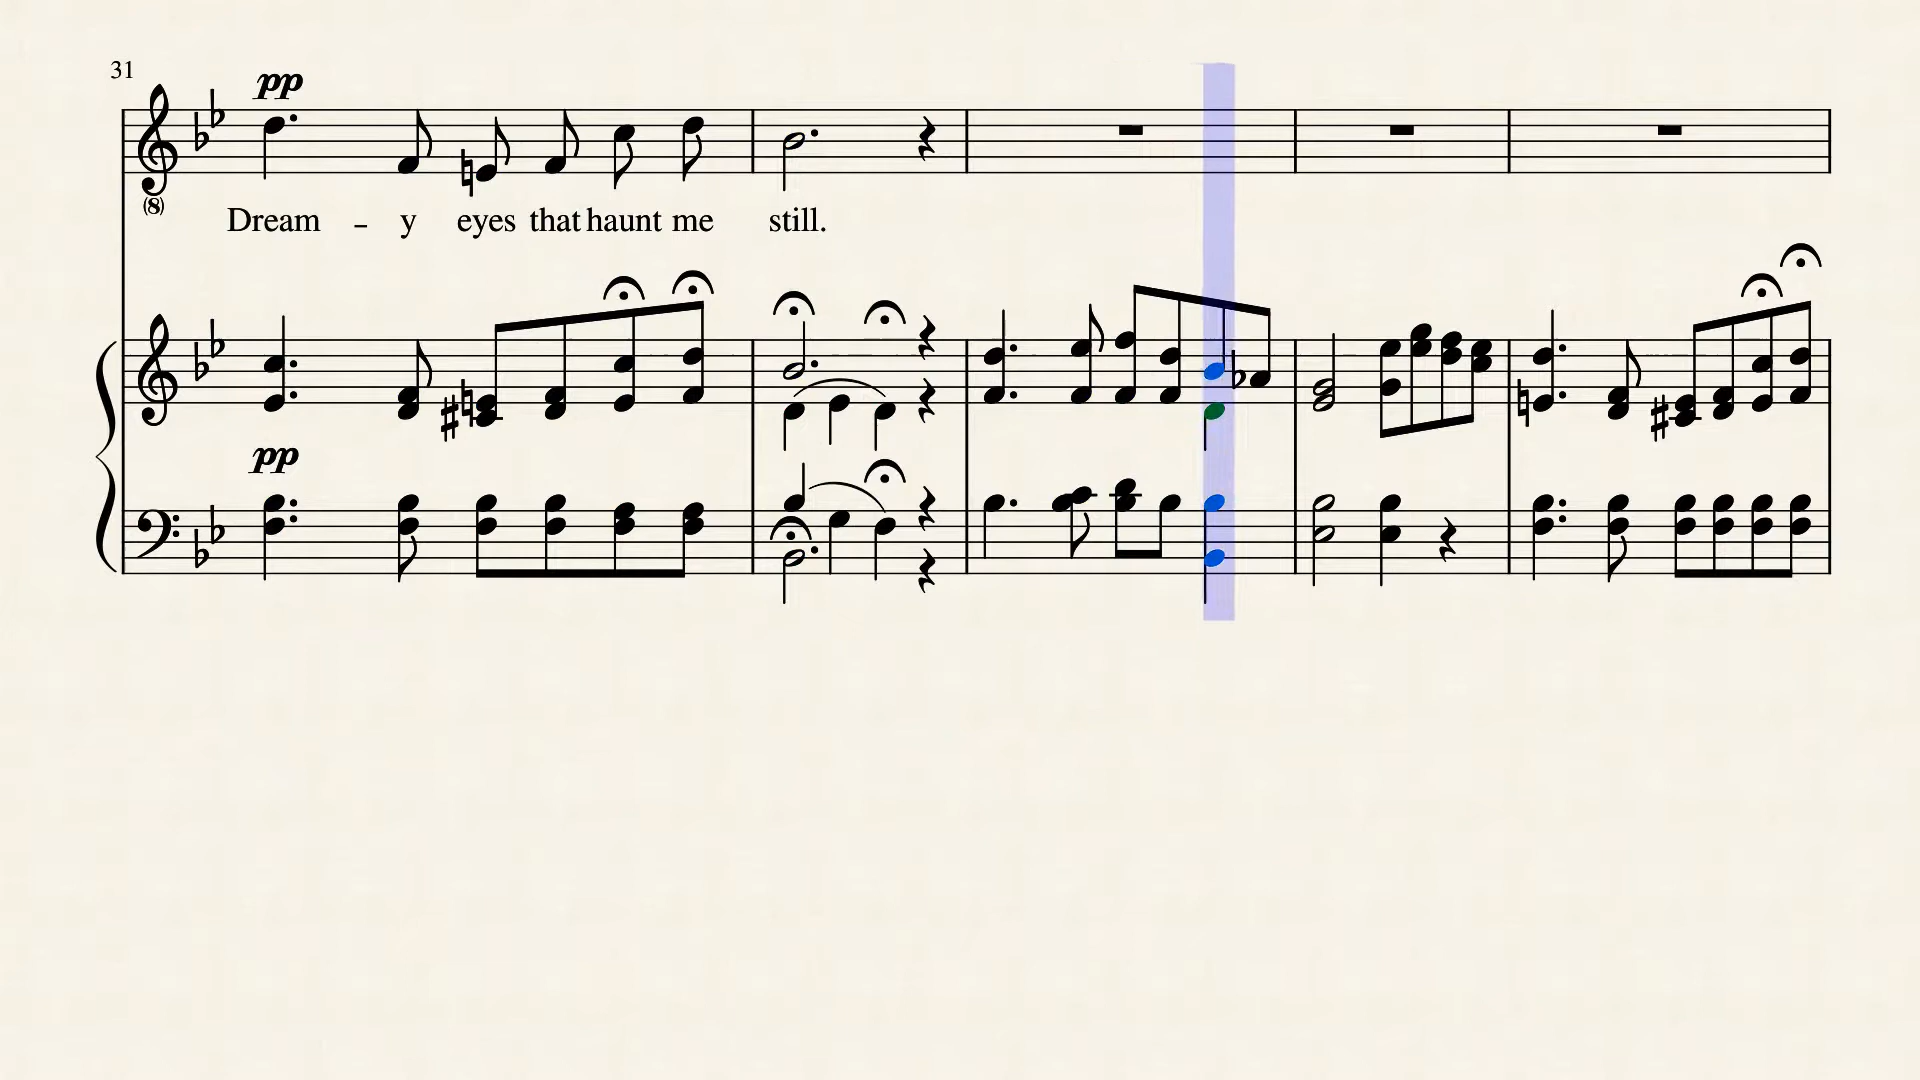 31
pp
(8)
Dream - y eyes that haunt me still.
pp